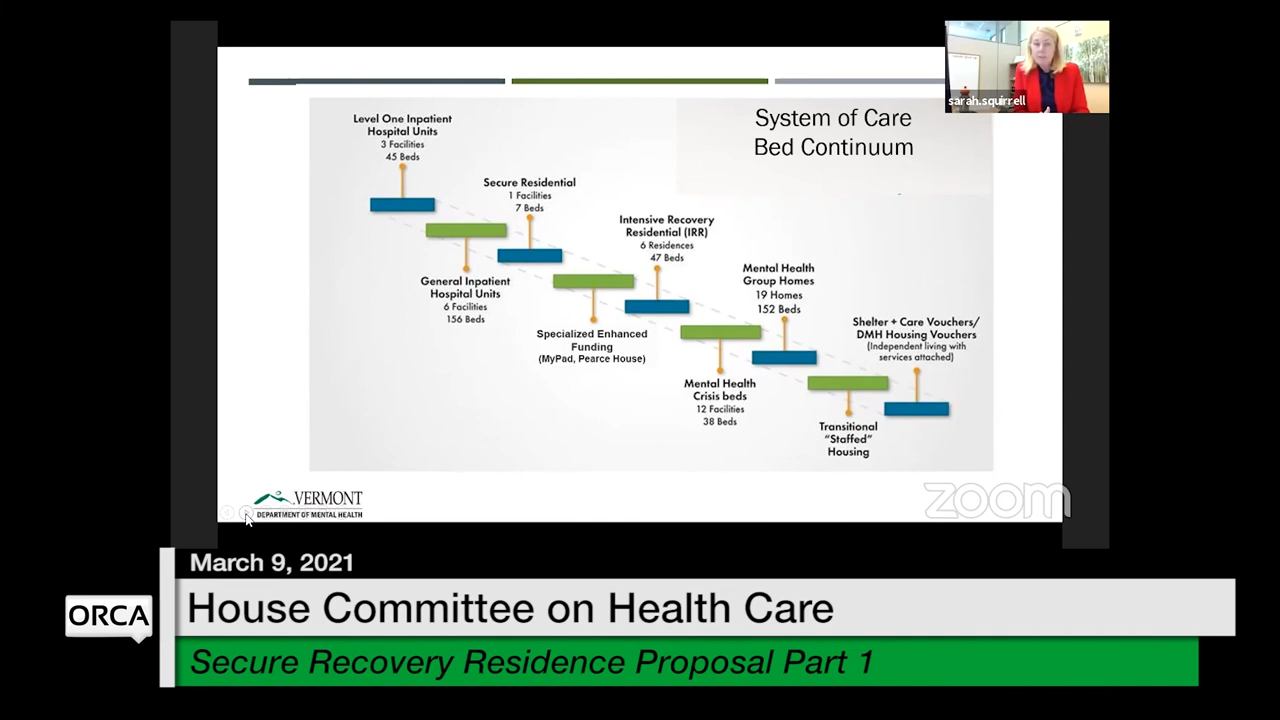 sarah.squirrell
System of Care
Bed Continuum
Level One Inpatient
Hospital Units
3 Facilities
45 Beds
Secure Residential
1 Facilities
7 Beds
Intensive Recovery
Residential (IRR)
6 Residences
47 Beds
Mental Health
Group Homes
19 Homes
152 Beds
Shelter + Care Vouchers/
DMH Housing Vouchers
(Independent living with
services attached)
General Inpatient
Hospital Units
6 Facilities
156 Beds
Specialized Enhanced
Funding
(MyPad, Pearce House)
Mental Health
Crisis beds
12 Facilities
38 Beds
Transitional
“Staffed”
Housing
VERMONT
DEPARTMENT OF MENTAL HEALTH
zoom
March 9, 2021
ORCA
House Committee on Health Care
Secure Recovery Residence Proposal Part 1